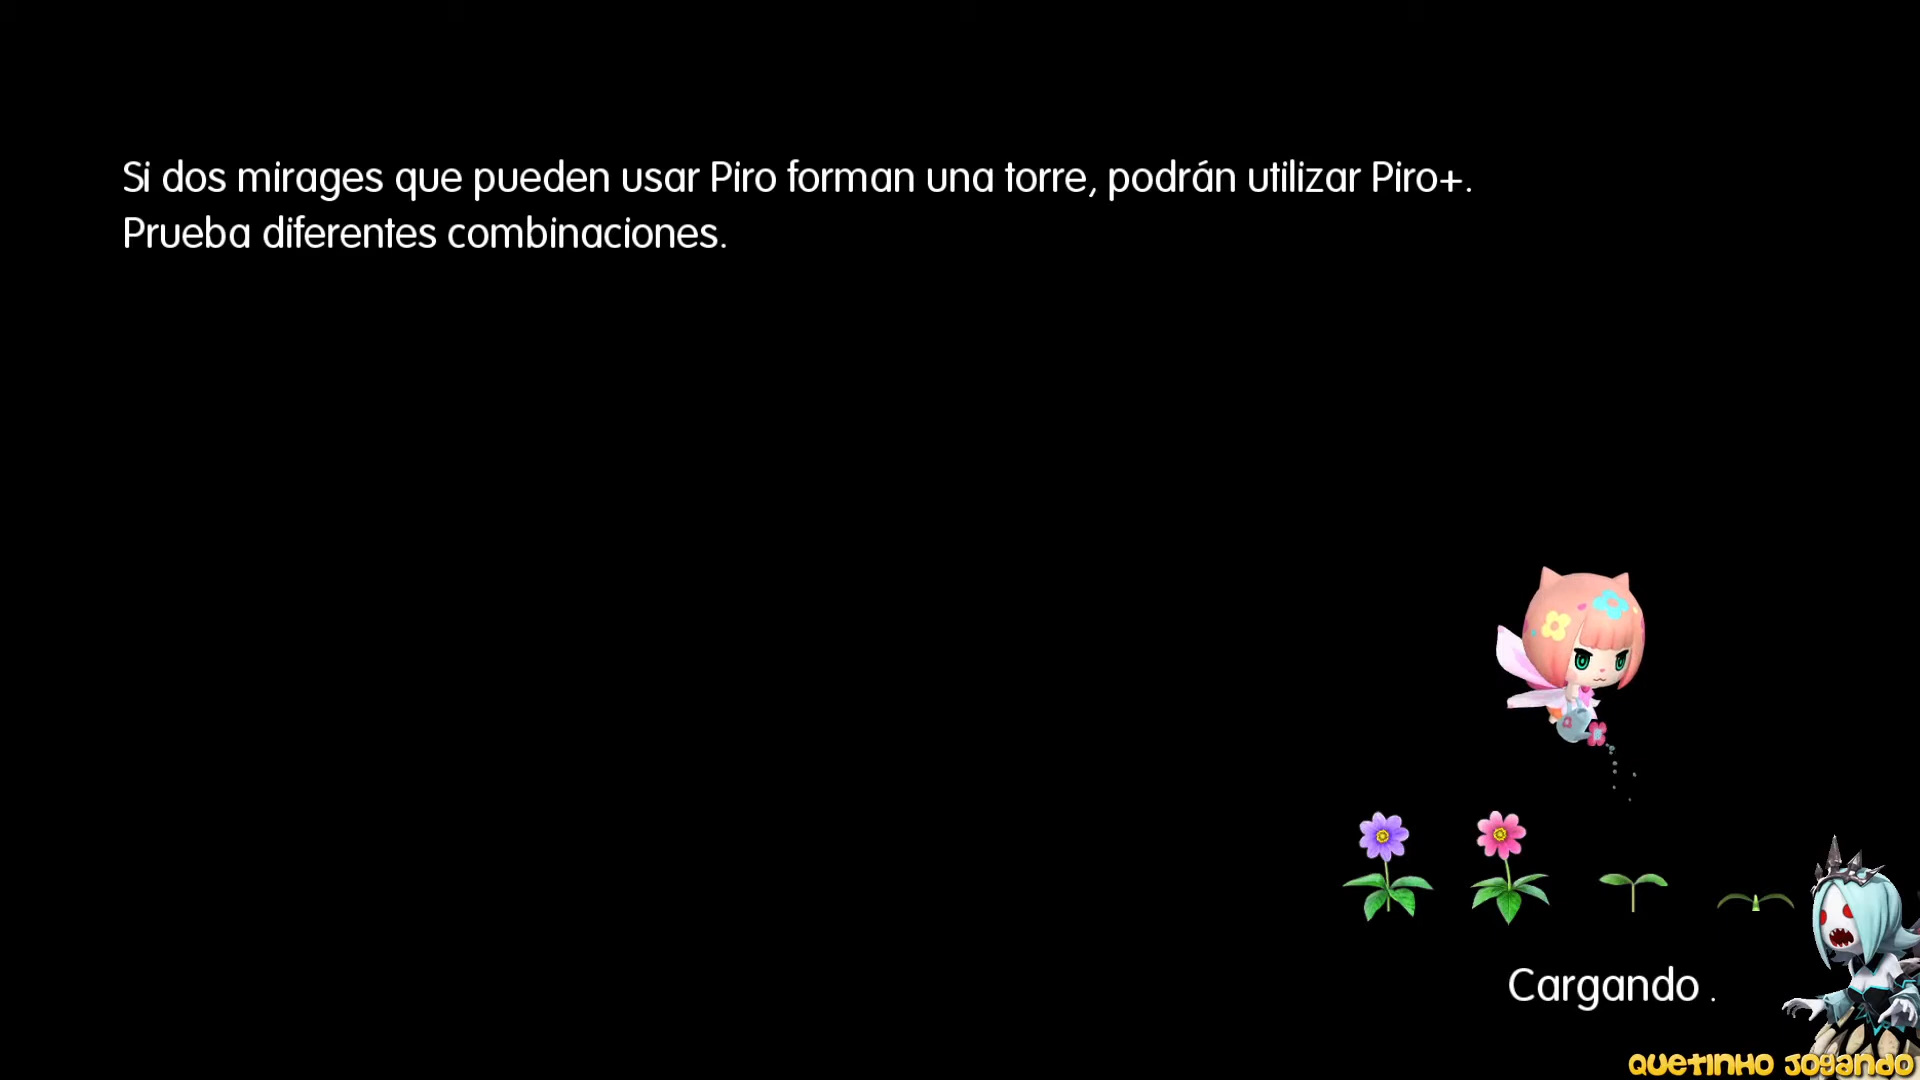 Si dos mirages que pueden usar Piro forman una torre, podrán utilizar Piro+.
Prueba diferentes combinaciones.
Cargando .
QUETINHO JOGANDO